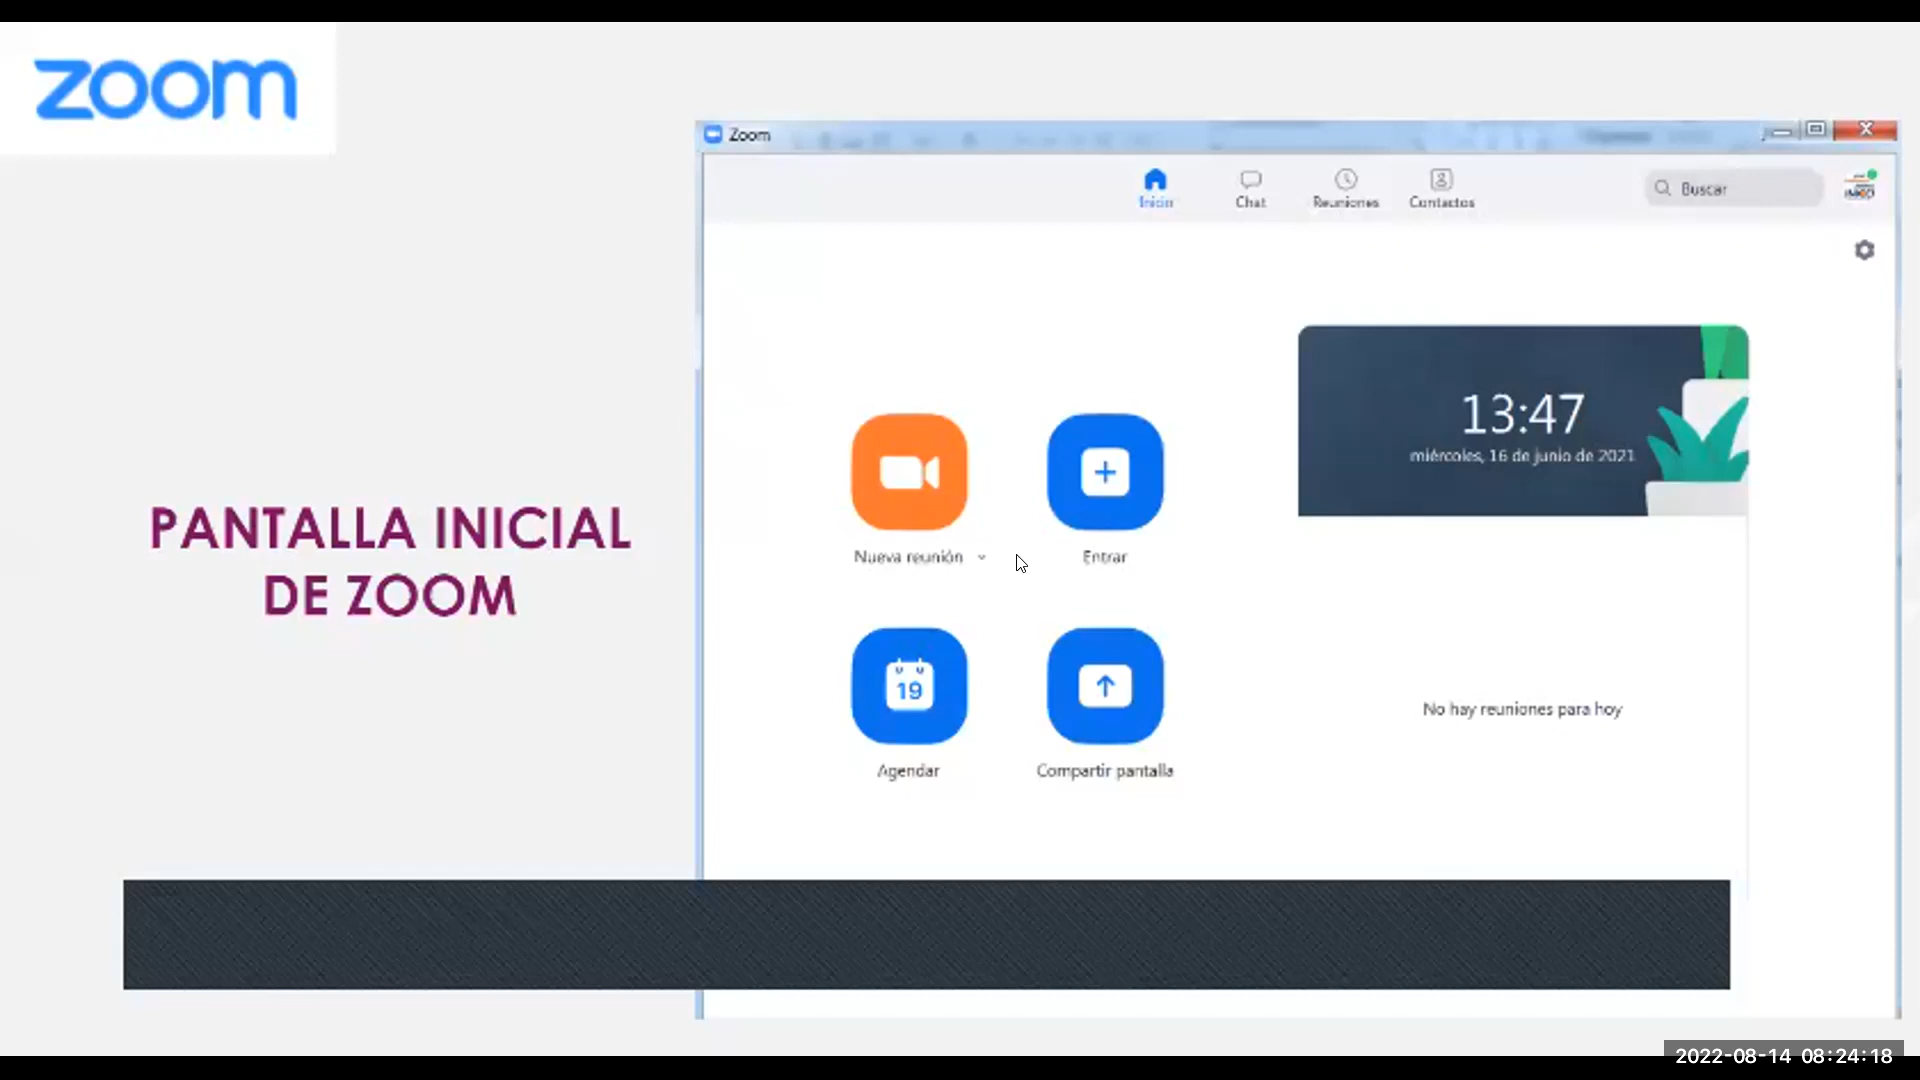 zoom
Zoom
Inicio
Chat
Reuniones
Contactos
Buscar
13:47
miércoles, 16 de junio de 2021
PANTALLA INICIAL
DE ZOOM
Nueva reunión
Entrar
19
Agendar
Compartir pantalla
No hay reuniones para hoy
2022-08-14 08:24:18